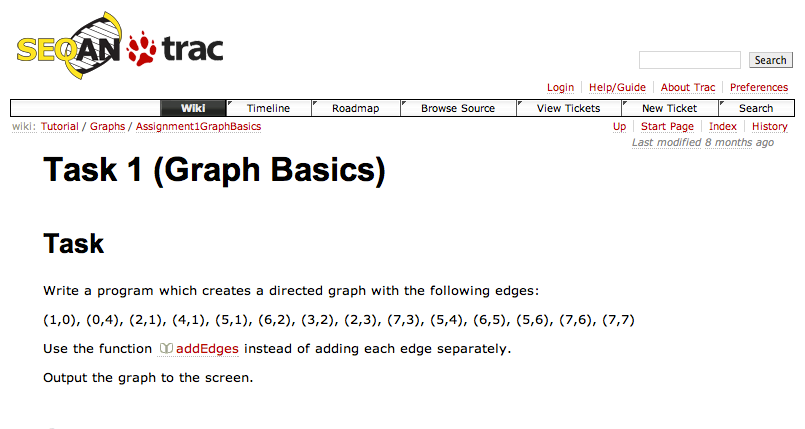 SEQAN trac
Search
Login Help/Guide About Trac Preferences
Wiki Timeline Roadmap Browse Source View Tickets New Ticket Search
wiki: Tutorial / Graphs / Assignment1GraphBasics Up Start Page Index History
Last modified 8 months ago
Task 1 (Graph Basics)
Task
Write a program which creates a directed graph with the following edges:
(1,0), (0,4), (2,1), (4,1), (5,1), (6,2), (3,2), (2,3), (7,3), (5,4), (6,5), (5,6), (7,6), (7,7)
Use the function addEdges instead of adding each edge separately.
Output the graph to the screen.